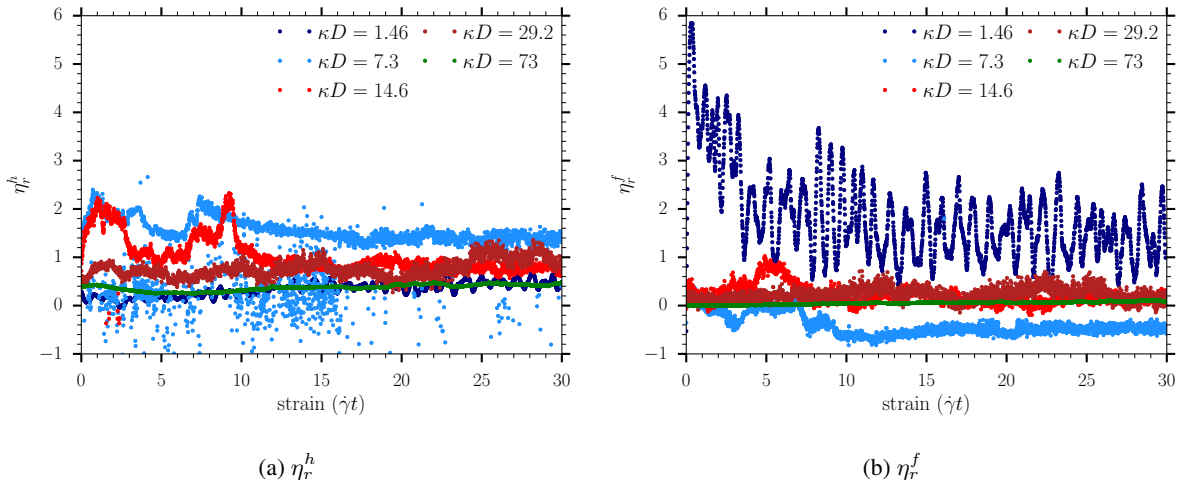 6
5
4
3
2
1
0
−1
η_r^h
κD = 1.46
κD = 29.2
κD = 7.3
κD = 73
κD = 14.6
0 5 10 15 20 25 30
strain (γ̇t)
(a) η_r^h
6
5
4
3
2
1
0
−1
η_r^f
κD = 1.46
κD = 29.2
κD = 7.3
κD = 73
κD = 14.6
0 5 10 15 20 25 30
strain (γ̇t)
(b) η_r^f